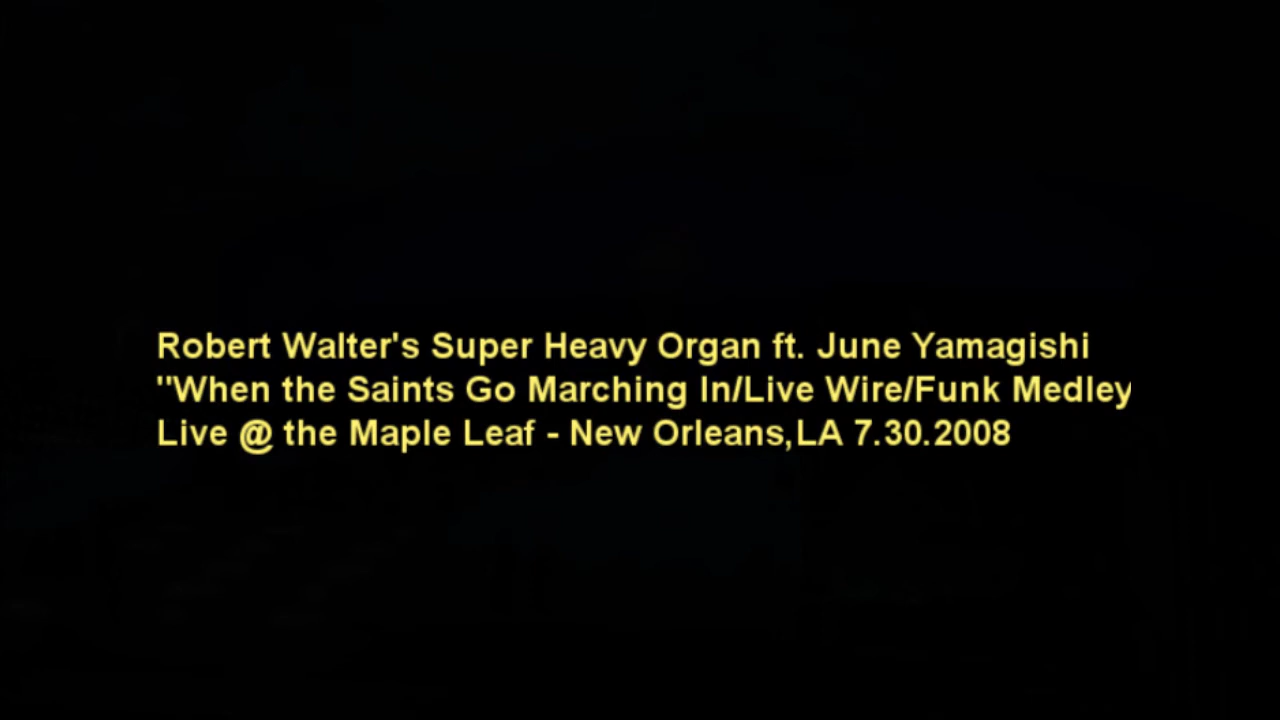 Robert Walter's Super Heavy Organ ft. June Yamagishi
"When the Saints Go Marching In/Live Wire/Funk Medley
Live @ the Maple Leaf - New Orleans,LA 7.30.2008